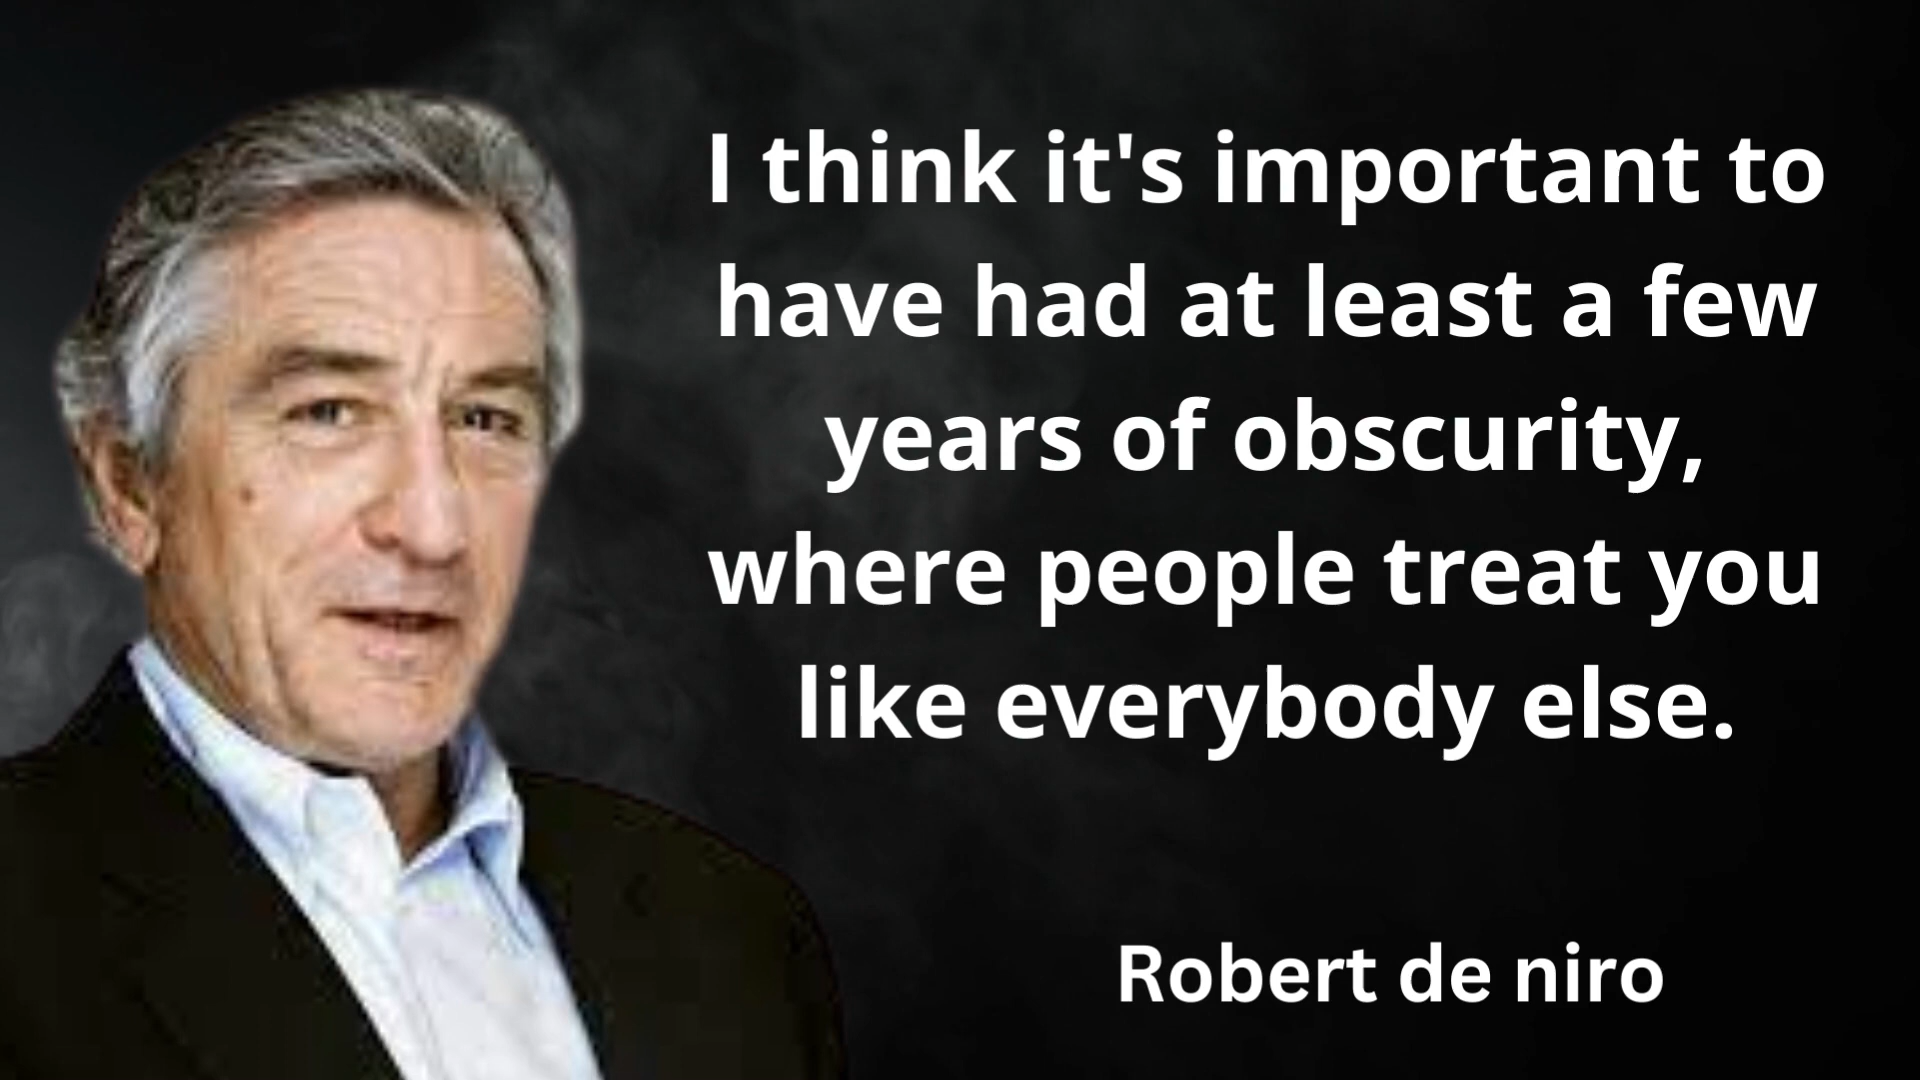 I think it's important to
have had at least a few
years of obscurity,
where people treat you
like everybody else.
Robert de niro